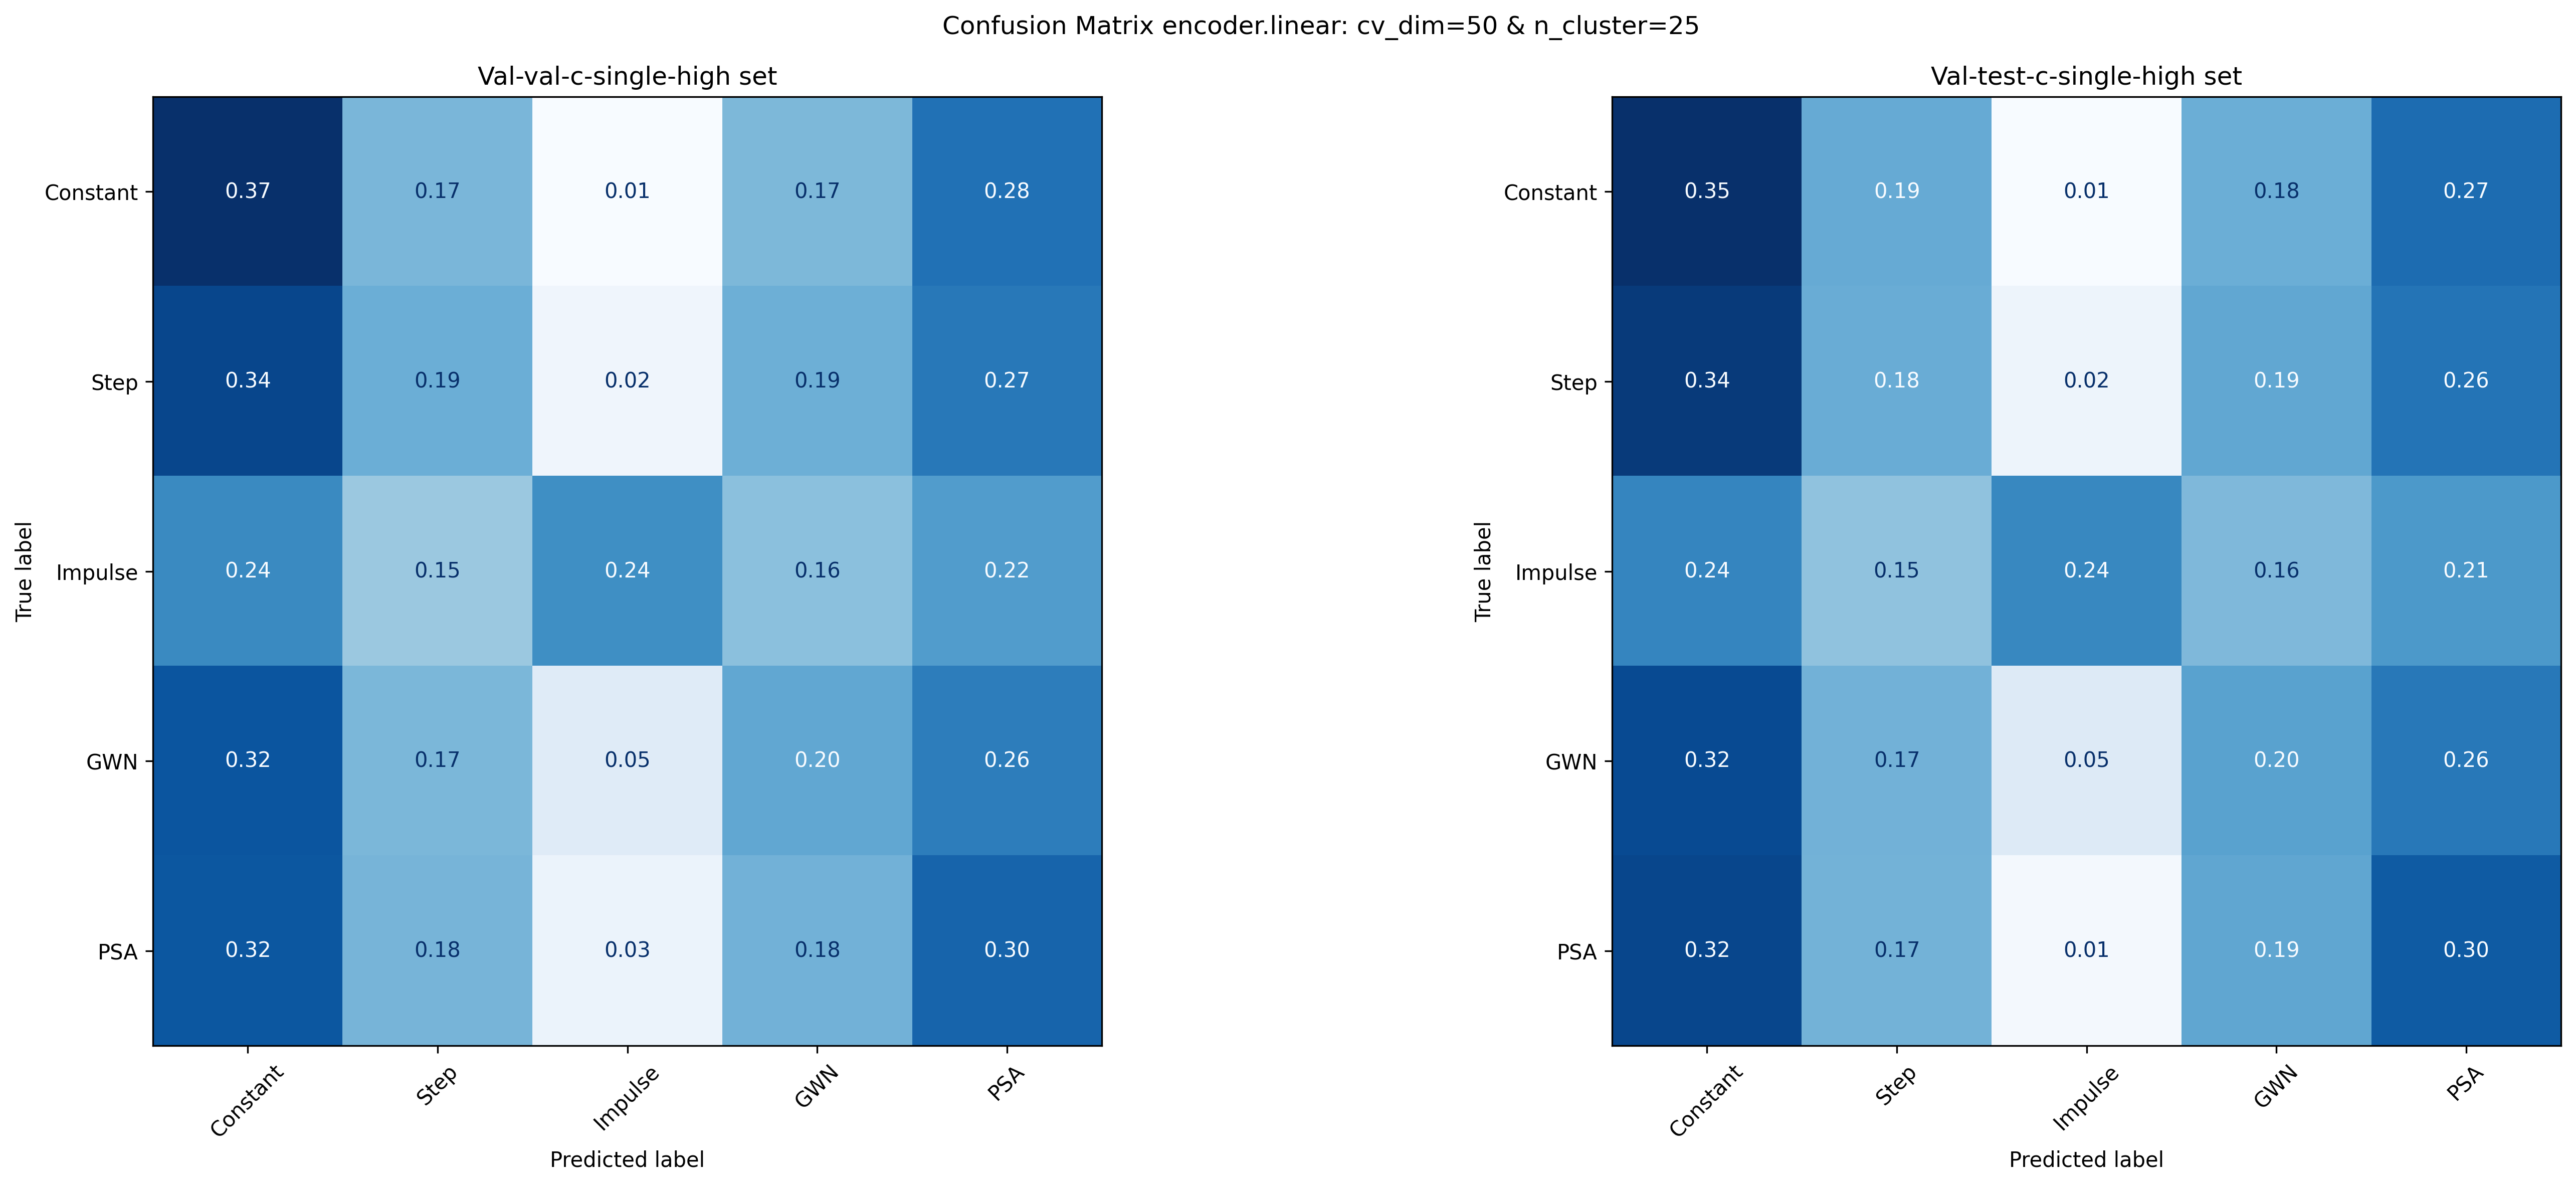 Confusion Matrix encoder.linear: cv_dim=50 & n_cluster=25
Val-val-c-single-high set
True label
Constant 0.37 0.17 0.01 0.17 0.28
Step 0.34 0.19 0.02 0.19 0.27
Impulse 0.24 0.15 0.24 0.16 0.22
GWN 0.32 0.17 0.05 0.20 0.26
PSA 0.32 0.18 0.03 0.18 0.30
Constant Step Impulse GWN PSA
Predicted label
Val-test-c-single-high set
True label
Constant 0.35 0.19 0.01 0.18 0.27
Step 0.34 0.18 0.02 0.19 0.26
Impulse 0.24 0.15 0.24 0.16 0.21
GWN 0.32 0.17 0.05 0.20 0.26
PSA 0.32 0.17 0.01 0.19 0.30
Constant Step Impulse GWN PSA
Predicted label